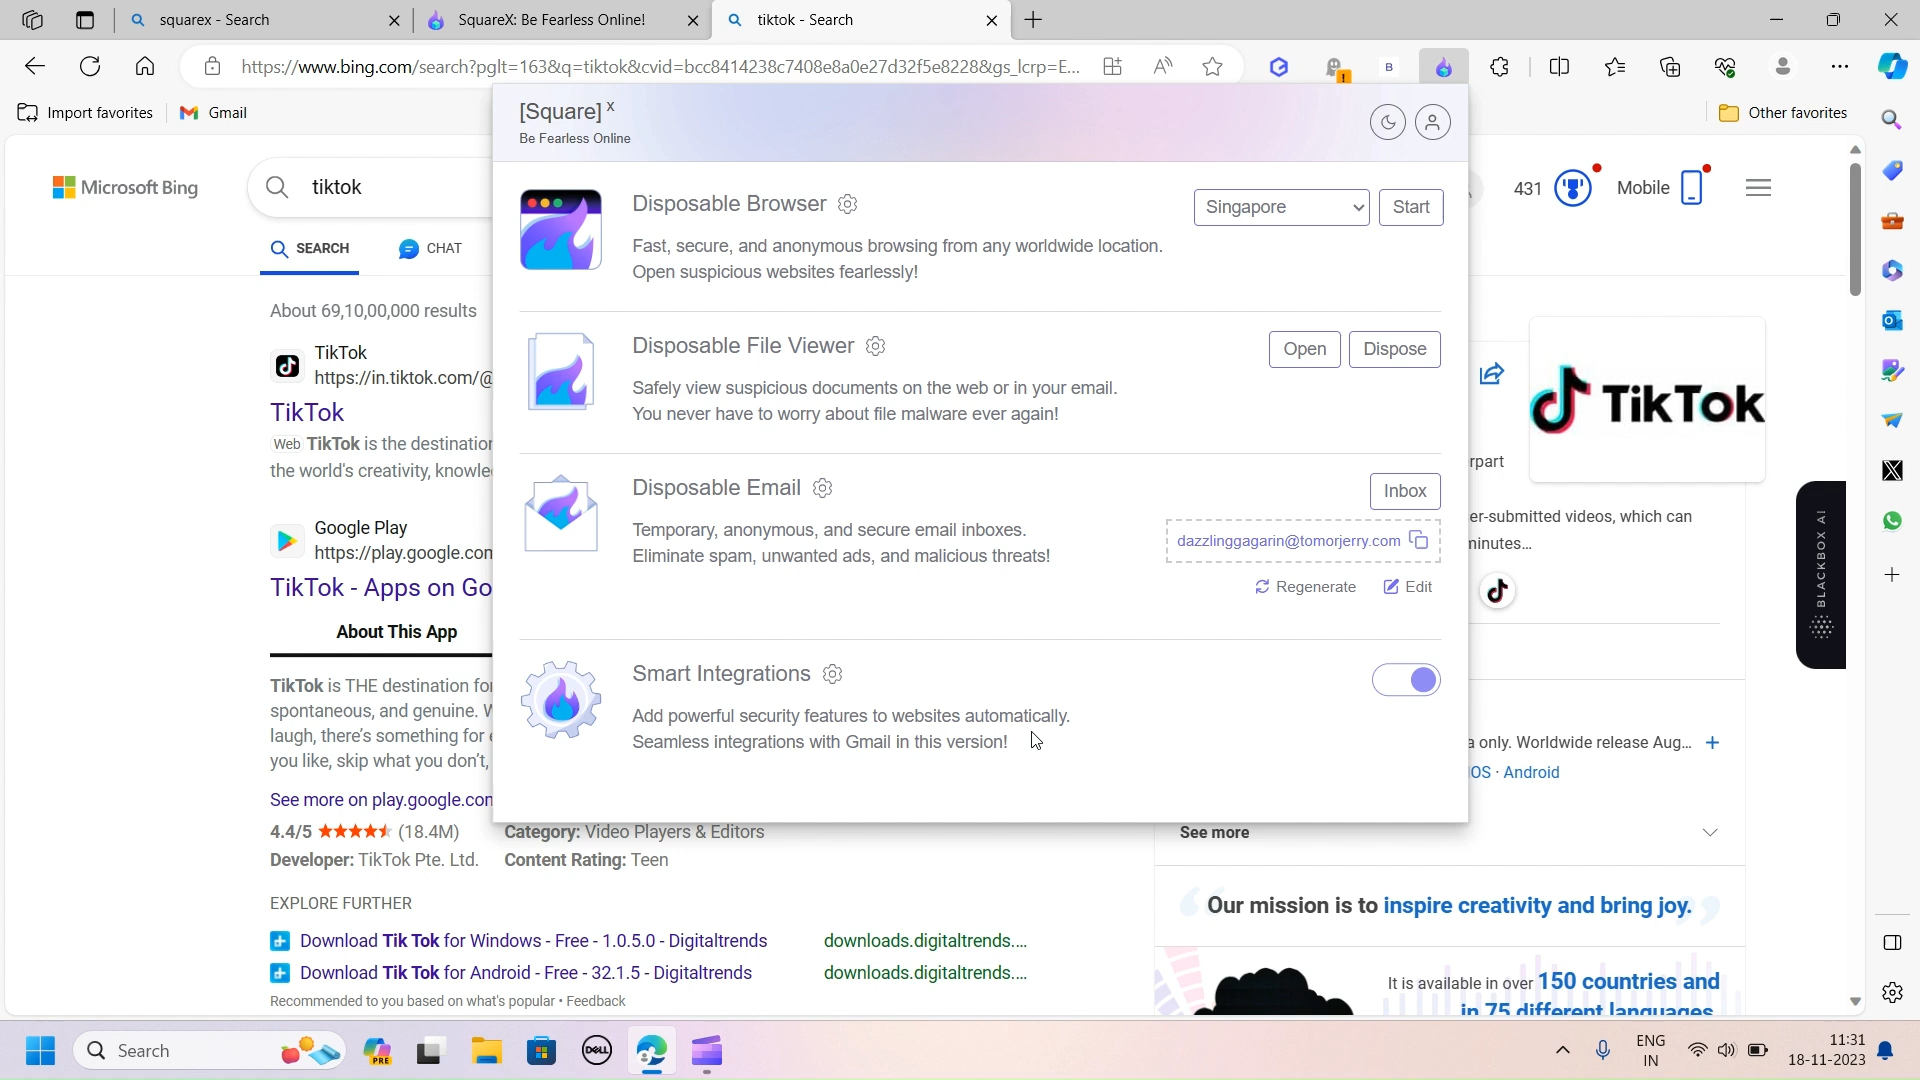 squarex - Search
SquareX: Be Fearless Online!
tiktok - Search
https://www.bing.com/search?pglt=163&q=tiktok&cvid=bcc8414238c7408e8a0e27d32f5e8228&gs_lcrp=E...
Import favorites
Gmail
Other favorites
[Square] x
Be Fearless Online
Microsoft Bing
tiktok
431
Mobile
SEARCH
CHAT
Disposable Browser
Singapore
Start
Fast, secure, and anonymous browsing from any worldwide location.
Open suspicious websites fearlessly!
Disposable File Viewer
Open
Dispose
Safely view suspicious documents on the web or in your email.
You never have to worry about file malware ever again!
Disposable Email
Inbox
Temporary, anonymous, and secure email inboxes.
Eliminate spam, unwanted ads, and malicious threats!
dazzlinggagarin@tomorjerry.com
Regenerate
Edit
Smart Integrations
Add powerful security features to websites automatically.
Seamless integrations with Gmail in this version!
About 69,10,00,000 results
TikTok
https://in.tiktok.com/@
TikTok
Web TikTok is the destination
the world's creativity, knowle
Google Play
https://play.google.con
TikTok - Apps on Go
About This App
TikTok is THE destination fo
spontaneous, and genuine.
laugh, there's something for
you like, skip what you don't,
See more on play.google.con
4.4/5 (18.4M)
Category: Video Players & Editors
Developer: TikTok Pte. Ltd.
Content Rating: Teen
EXPLORE FURTHER
Download Tik Tok for Windows - Free - 1.0.5.0 - Digitaltrends
downloads.digitaltrends....
Download Tik Tok for Android - Free - 32.1.5 - Digitaltrends
downloads.digitaltrends....
Recommended to you based on what's popular • Feedback
TikTok
rpart
er-submitted videos, which can
minutes...
BLACKBOX AI
a only. Worldwide release Aug...
iOS · Android
See more
Our mission is to inspire creativity and bring joy.
It is available in over 150 countries and
in 75 different languages
Search
PRE
DELL
ENG
IN
11:31
18-11-2023